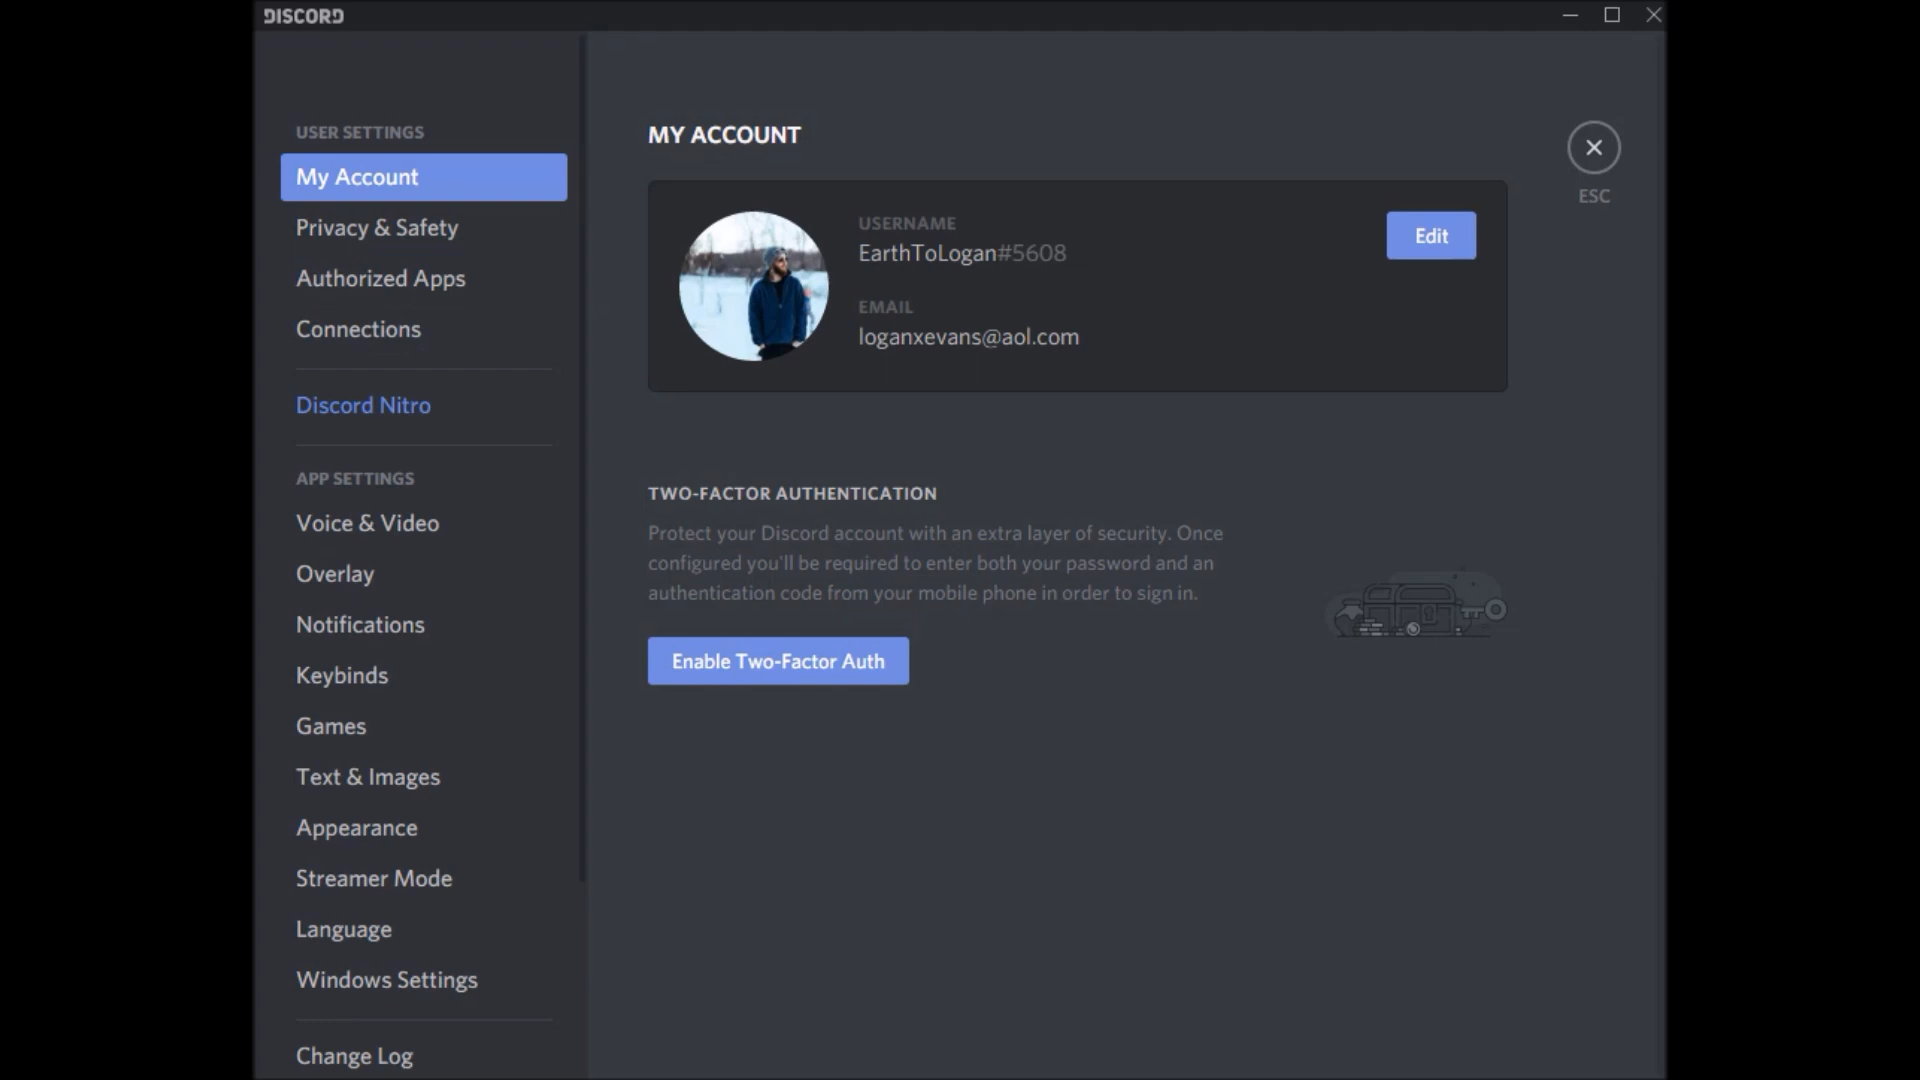 DISCORD
USER SETTINGS
My Account
Privacy & Safety
Authorized Apps
Connections
Discord Nitro
APP SETTINGS
Voice & Video
Overlay
Notifications
Keybinds
Games
Text & Images
Appearance
Streamer Mode
Language
Windows Settings
Change Log
MY ACCOUNT
USERNAME
EarthToLogan#5608
EMAIL
loganxevans@aol.com
Edit
ESC
TWO-FACTOR AUTHENTICATION
Protect your Discord account with an extra layer of security. Once
configured you'll be required to enter both your password and an
authentication code from your mobile phone in order to sign in.
Enable Two-Factor Auth